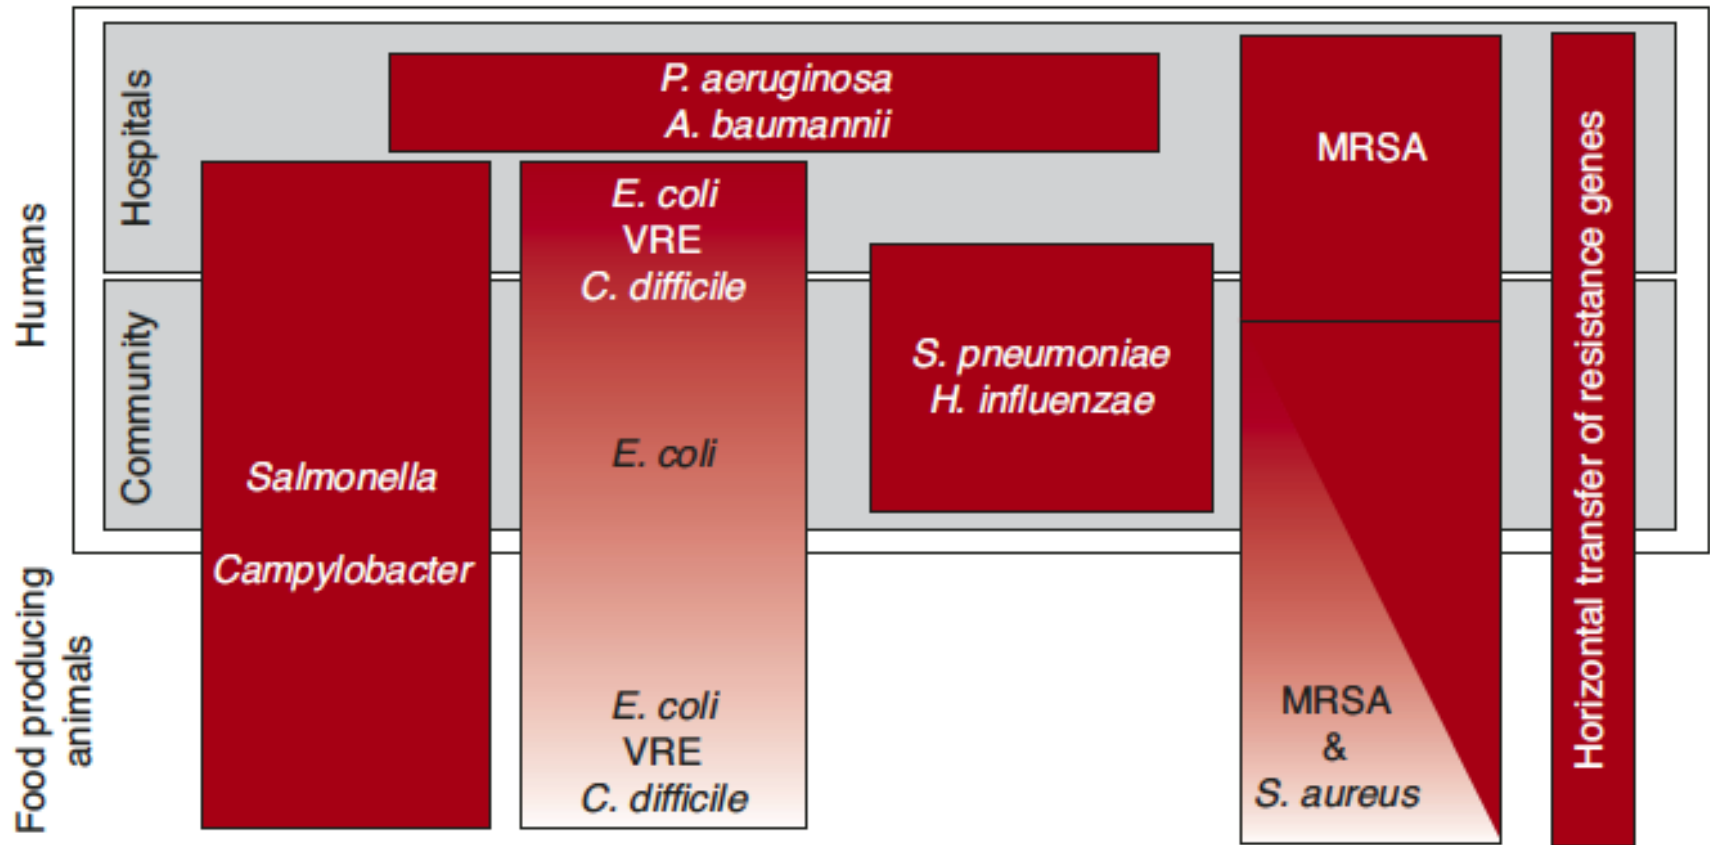 Humans
Hospitals
P. aeruginosa
A. baumannii
E. coli
VRE
C. difficile
MRSA
Community
Salmonella
Campylobacter
E. coli
S. pneumoniae
H. influenzae
Food producing
animals
E. coli
VRE
C. difficile
MRSA
&
S. aureus
Horizontal transfer of resistance genes